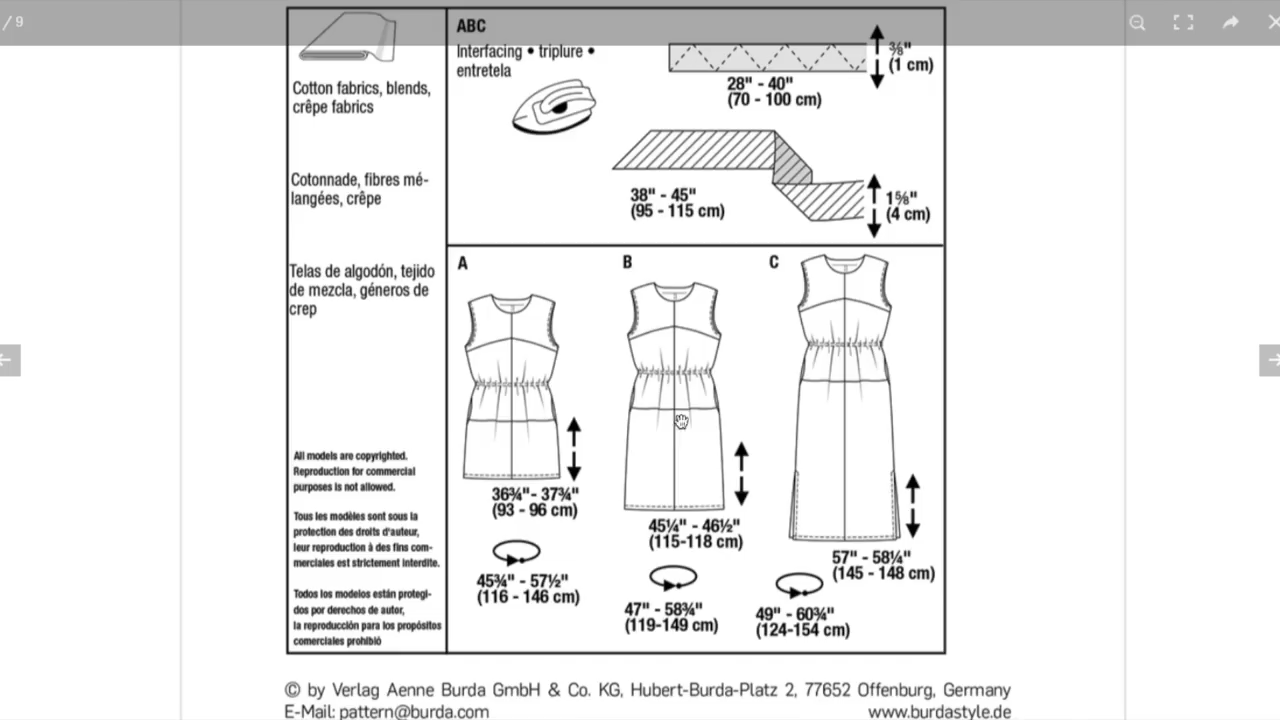 / 9
Cotton fabrics, blends,
crêpe fabrics
Cotonnade, fibres mé-
langées, crêpe
Telas de algodón, tejido
de mezcla, géneros de
crep
All models are copyrighted.
Reproduction for commercial
purposes is not allowed.
Tous les modèles sont sous la
protection des droits d'auteur,
leur reproduction à des fins com-
merciales est strictement interdite.
Todos los modelos están protegi-
dos por derechos de autor,
la reproducción para los propósitos
comerciales prohibió
ABC
Interfacing • triplure •
entretela
⅜"
(1 cm)
28" - 40"
(70 - 100 cm)
38" - 45"
(95 - 115 cm)
1⅝"
(4 cm)
A
36¾"- 37¾"
(93 - 96 cm)
45¾" - 57½"
(116 - 146 cm)
B
45¼" - 46½"
(115-118 cm)
47" - 58¾"
(119-149 cm)
C
57" - 58¼"
(145 - 148 cm)
49" - 60¾"
(124-154 cm)
© by Verlag Aenne Burda GmbH & Co. KG, Hubert-Burda-Platz 2, 77652 Offenburg, Germany
E-Mail: pattern@burda.com www.burdastyle.de